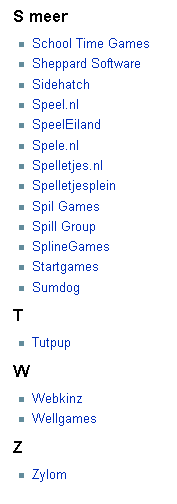 S meer
School Time Games
Sheppard Software
Sidehatch
Speel.nl
SpeelEiland
Spele.nl
Spelletjes.nl
Spelletjesplein
Spil Games
Spill Group
SplineGames
Startgames
Sumdog
T
Tutpup
W
Webkinz
Wellgames
Z
Zylom